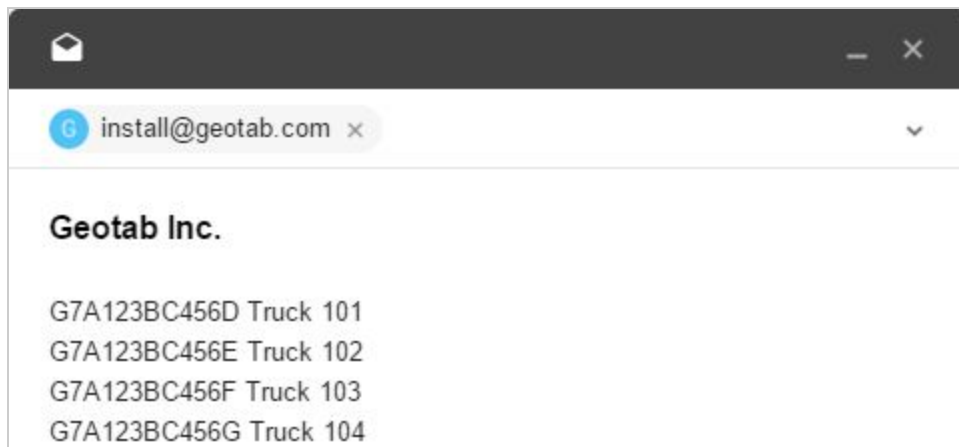 G install@geotab.com ×
Geotab Inc.
G7A123BC456D Truck 101
G7A123BC456E Truck 102
G7A123BC456F Truck 103
G7A123BC456G Truck 104